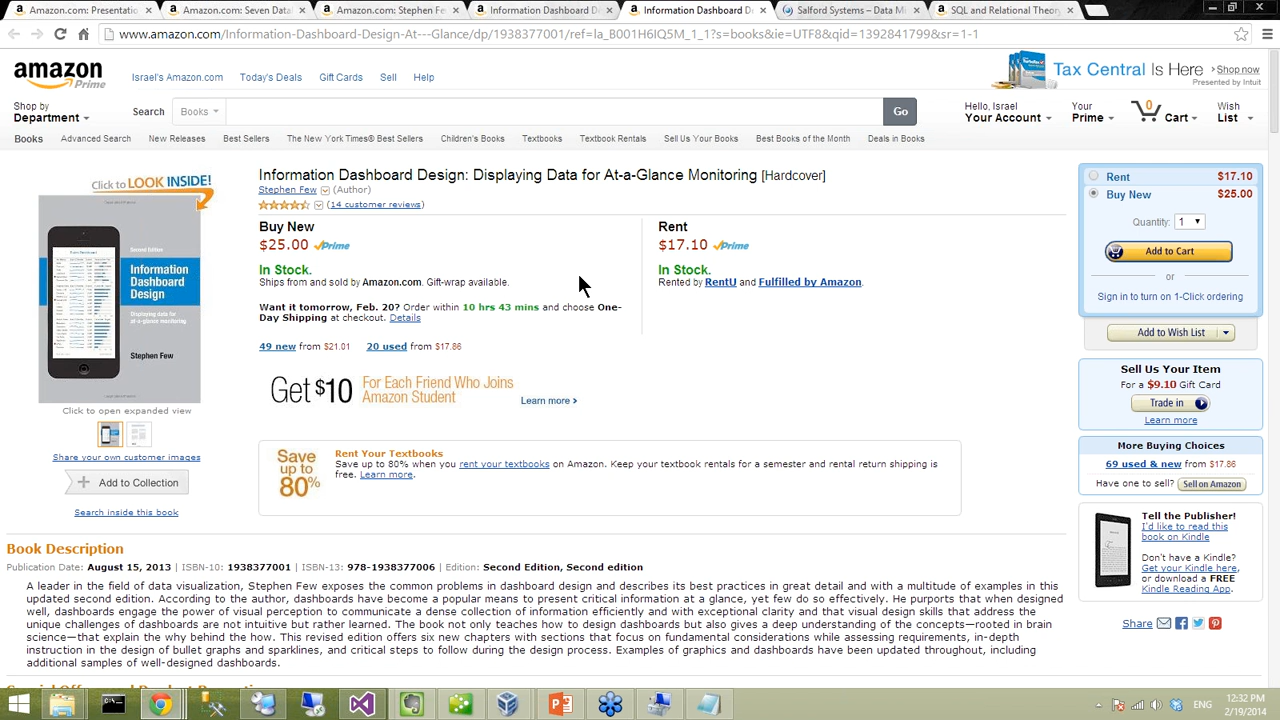 Amazon.com: Presentatio
Amazon.com: Seven Data
Amazon.com: Stephen Fe
Information Dashboard D
Information Dashboard D
Salford Systems – Data M
SQL and Relational Theor
www.amazon.com/Information-Dashboard-Design-At---Glance/dp/1938377001/ref=la_B001H6IQ5M_1_1?s=books&ie=UTF8&qid=1392841799&sr=1-1
amazon
Prime
Israel's Amazon.com
Today's Deals
Gift Cards
Sell
Help
Tax Central Is Here
Shop now
Presented by Intuit
Shop by
Department
Search
Books
Go
Hello, Israel
Your Account
Your
Prime
0
Cart
Wish
List
Books
Advanced Search
New Releases
Best Sellers
The New York Times® Best Sellers
Children's Books
Textbooks
Textbook Rentals
Sell Us Your Books
Best Books of the Month
Deals in Books
Click to LOOK INSIDE!
Second Edition
Information
Dashboard
Design
Displaying data for
at-a-glance monitoring
Stephen Few
Click to open expanded view
Share your own customer images
Add to Collection
Search inside this book
Information Dashboard Design: Displaying Data for At-a-Glance Monitoring [Hardcover]
Stephen Few (Author)
(14 customer reviews)
Buy New
$25.00 Prime
In Stock.
Ships from and sold by Amazon.com. Gift-wrap available.
Want it tomorrow, Feb. 20? Order within 10 hrs 43 mins and choose One-
Day Shipping at checkout. Details
49 new from $21.01 20 used from $17.86
Rent
$17.10 Prime
In Stock.
Rented by RentU and Fulfilled by Amazon.
Get $10 For Each Friend Who Joins
Amazon Student
Learn more ›
Save
up to
80%
Rent Your Textbooks
Save up to 80% when you rent your textbooks on Amazon. Keep your textbook rentals for a semester and rental return shipping is
free. Learn more.
Rent $17.10
Buy New $25.00
Quantity: 1
Add to Cart
or
Sign in to turn on 1-Click ordering
Add to Wish List
Sell Us Your Item
For a $9.10 Gift Card
Trade in
Learn more
More Buying Choices
69 used & new from $17.86
Have one to sell? Sell on Amazon
Tell the Publisher!
I'd like to read this
book on Kindle
Don't have a Kindle?
Get your Kindle here,
or download a FREE
Kindle Reading App.
Share
Book Description
Publication Date: August 15, 2013 | ISBN-10: 1938377001 | ISBN-13: 978-1938377006 | Edition: Second Edition, Second edition
A leader in the field of data visualization, Stephen Few exposes the common problems in dashboard design and describes its best practices in great detail and with a multitude of examples in this
updated second edition. According to the author, dashboards have become a popular means to present critical information at a glance, yet few do so effectively. He purports that when designed
well, dashboards engage the power of visual perception to communicate a dense collection of information efficiently and with exceptional clarity and that visual design skills that address the
unique challenges of dashboards are not intuitive but rather learned. The book not only teaches how to design dashboards but also gives a deep understanding of the concepts—rooted in brain
science—that explain the why behind the how. This revised edition offers six new chapters with sections that focus on fundamental considerations while assessing requirements, in-depth
instruction in the design of bullet graphs and sparklines, and critical steps to follow during the design process. Examples of graphics and dashboards have been updated throughout, including
additional samples of well-designed dashboards.
ENG
12:32 PM
2/19/2014